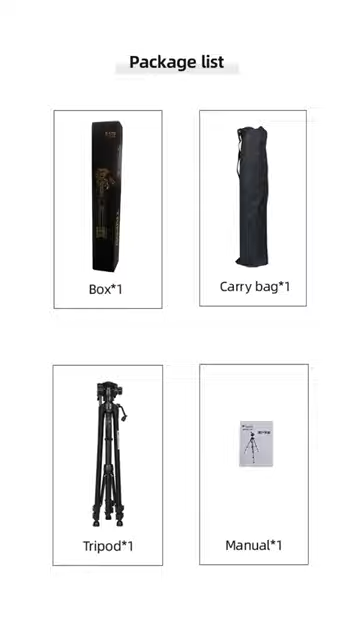 Package list
Box*1
Carry bag*1
Tripod*1
Manual*1